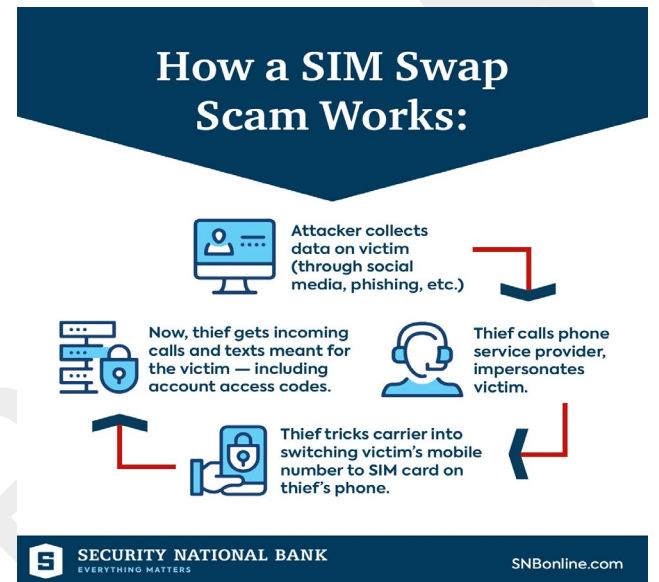 How a SIM Swap
Scam Works:
Attacker collects
data on victim
(through social
media, phishing, etc.)
Thief calls phone
service provider,
impersonates
victim.
Thief tricks carrier into
switching victim's mobile
number to SIM card on
thief's phone.
Now, thief gets incoming
calls and texts meant for
the victim — including
account access codes.
S
SECURITY NATIONAL BANK
EVERYTHING MATTERS
SNBonline.com